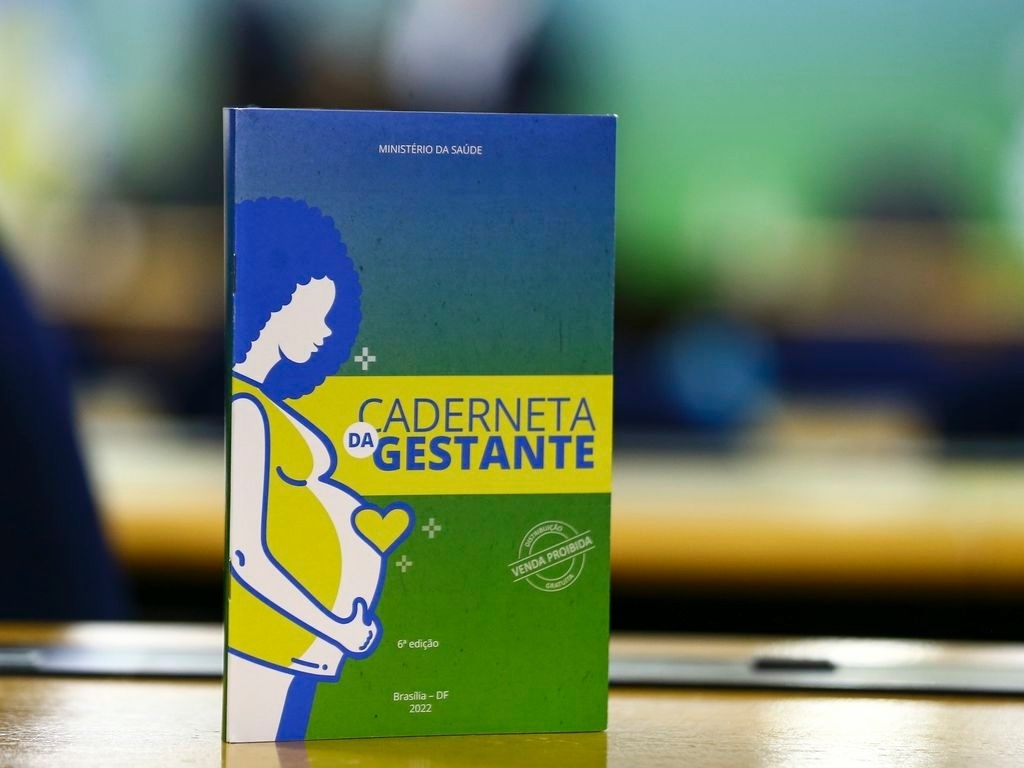 MINISTÉRIO DA SAÚDE
CADERNETA
DA GESTANTE
DISTRIBUIÇÃO
VENDA PROIBIDA
GRATUITA
6ª edição
Brasília – DF
2022